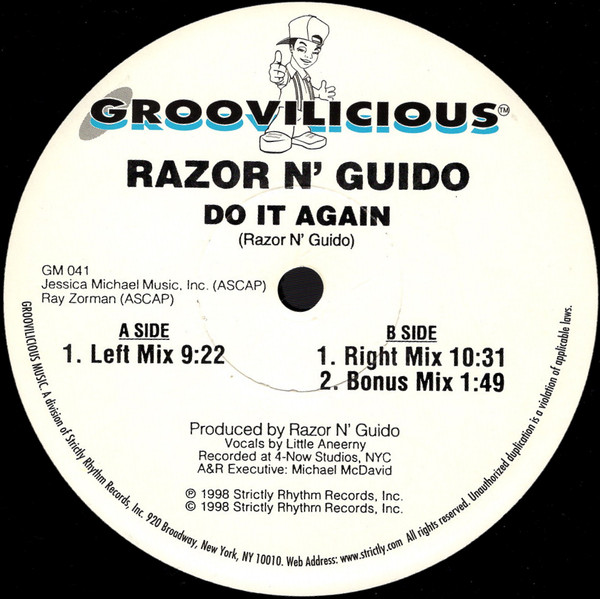 GROOVILICIOUS™
RAZOR N' GUIDO
DO IT AGAIN
(Razor N' Guido)
GM 041
Jessica Michael Music, Inc. (ASCAP)
Ray Zorman (ASCAP)
A SIDE
1. Left Mix 9:22
B SIDE
1. Right Mix 10:31
2. Bonus Mix 1:49
Produced by Razor N' Guido
Vocals by Little Aneerny
Recorded at 4-Now Studios, NYC
A&R Executive: Michael McDavid
℗ 1998 Strictly Rhythm Records, Inc.
© 1998 Strictly Rhythm Records, Inc.
GROOVILICIOUS MUSIC. A division of Strictly Rhythm Records, Inc. 920 Broadway, New York, NY 10010. Web Address: www.strictly.com All rights reserved. Unauthorized duplication is a violation of applicable laws.